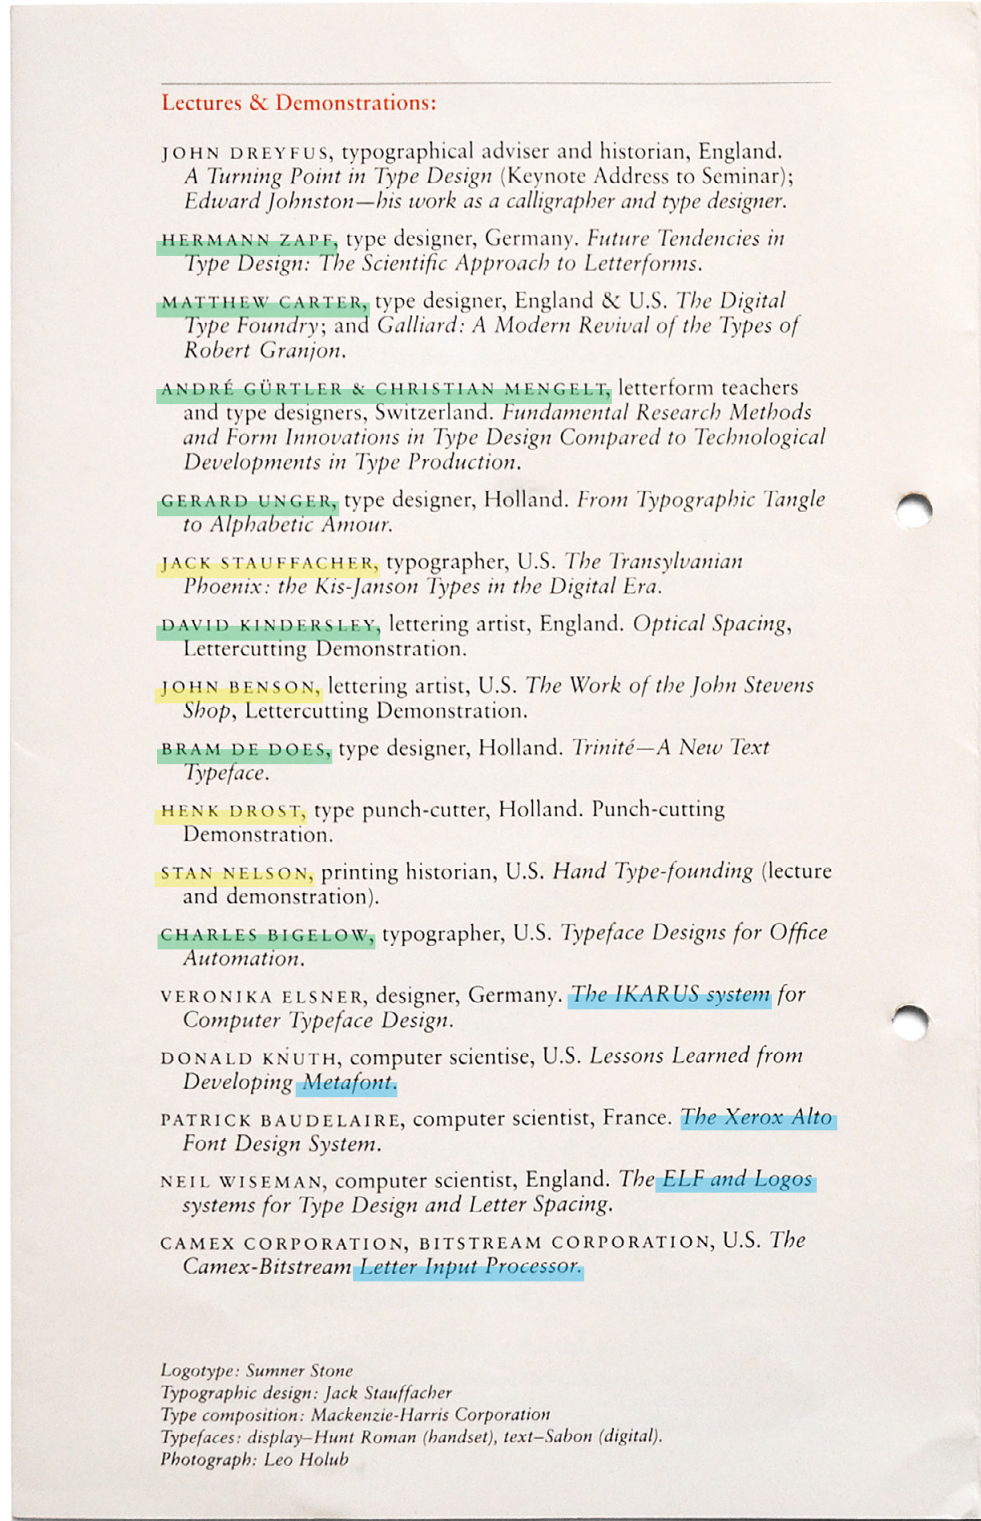 Lectures & Demonstrations:
JOHN DREYFUS, typographical adviser and historian, England.
A Turning Point in Type Design (Keynote Address to Seminar);
Edward Johnston—his work as a calligrapher and type designer.
HERMANN ZAPF, type designer, Germany. Future Tendencies in
Type Design: The Scientific Approach to Letterforms.
MATTHEW CARTER, type designer, England & U.S. The Digital
Type Foundry; and Galliard: A Modern Revival of the Types of
Robert Granjon.
ANDRÉ GÜRTLER & CHRISTIAN MENGELT, letterform teachers
and type designers, Switzerland. Fundamental Research Methods
and Form Innovations in Type Design Compared to Technological
Developments in Type Production.
GERARD UNGER, type designer, Holland. From Typographic Tangle
to Alphabetic Amour.
JACK STAUFFACHER, typographer, U.S. The Transylvanian
Phoenix: the Kis-Janson Types in the Digital Era.
DAVID KINDERSLEY, lettering artist, England. Optical Spacing,
Lettercutting Demonstration.
JOHN BENSON, lettering artist, U.S. The Work of the John Stevens
Shop, Lettercutting Demonstration.
BRAM DE DOES, type designer, Holland. Trinité—A New Text
Typeface.
HENK DROST, type punch-cutter, Holland. Punch-cutting
Demonstration.
STAN NELSON, printing historian, U.S. Hand Type-founding (lecture
and demonstration).
CHARLES BIGELOW, typographer, U.S. Typeface Designs for Office
Automation.
VERONIKA ELSNER, designer, Germany. The IKARUS system for
Computer Typeface Design.
DONALD KNUTH, computer scientise, U.S. Lessons Learned from
Developing Metafont.
PATRICK BAUDELAIRE, computer scientist, France. The Xerox Alto
Font Design System.
NEIL WISEMAN, computer scientist, England. The ELF and Logos
systems for Type Design and Letter Spacing.
CAMEX CORPORATION, BITSTREAM CORPORATION, U.S. The
Camex-Bitstream Letter Input Processor.
Logotype: Sumner Stone
Typographic design: Jack Stauffacher
Type composition: Mackenzie-Harris Corporation
Typefaces: display—Hunt Roman (handset), text—Sabon (digital).
Photograph: Leo Holub